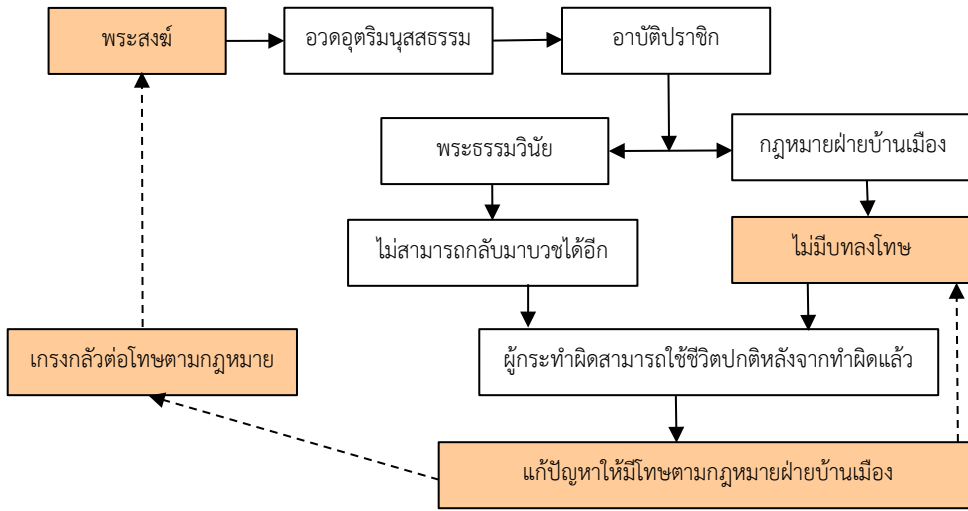 พระสงฆ์
อวดอุตริมนุสสธรรม
อาบัติปราชิก
พระธรรมวินัย
กฎหมายฝ่ายบ้านเมือง
ไม่สามารถกลับมาบวชได้อีก
ไม่มีบทลงโทษ
เกรงกลัวต่อโทษตามกฎหมาย
ผู้กระทำผิดสามารถใช้ชีวิตปกติหลังจากทำผิดแล้ว
แก้ปัญหาให้มีโทษตามกฎหมายฝ่ายบ้านเมือง